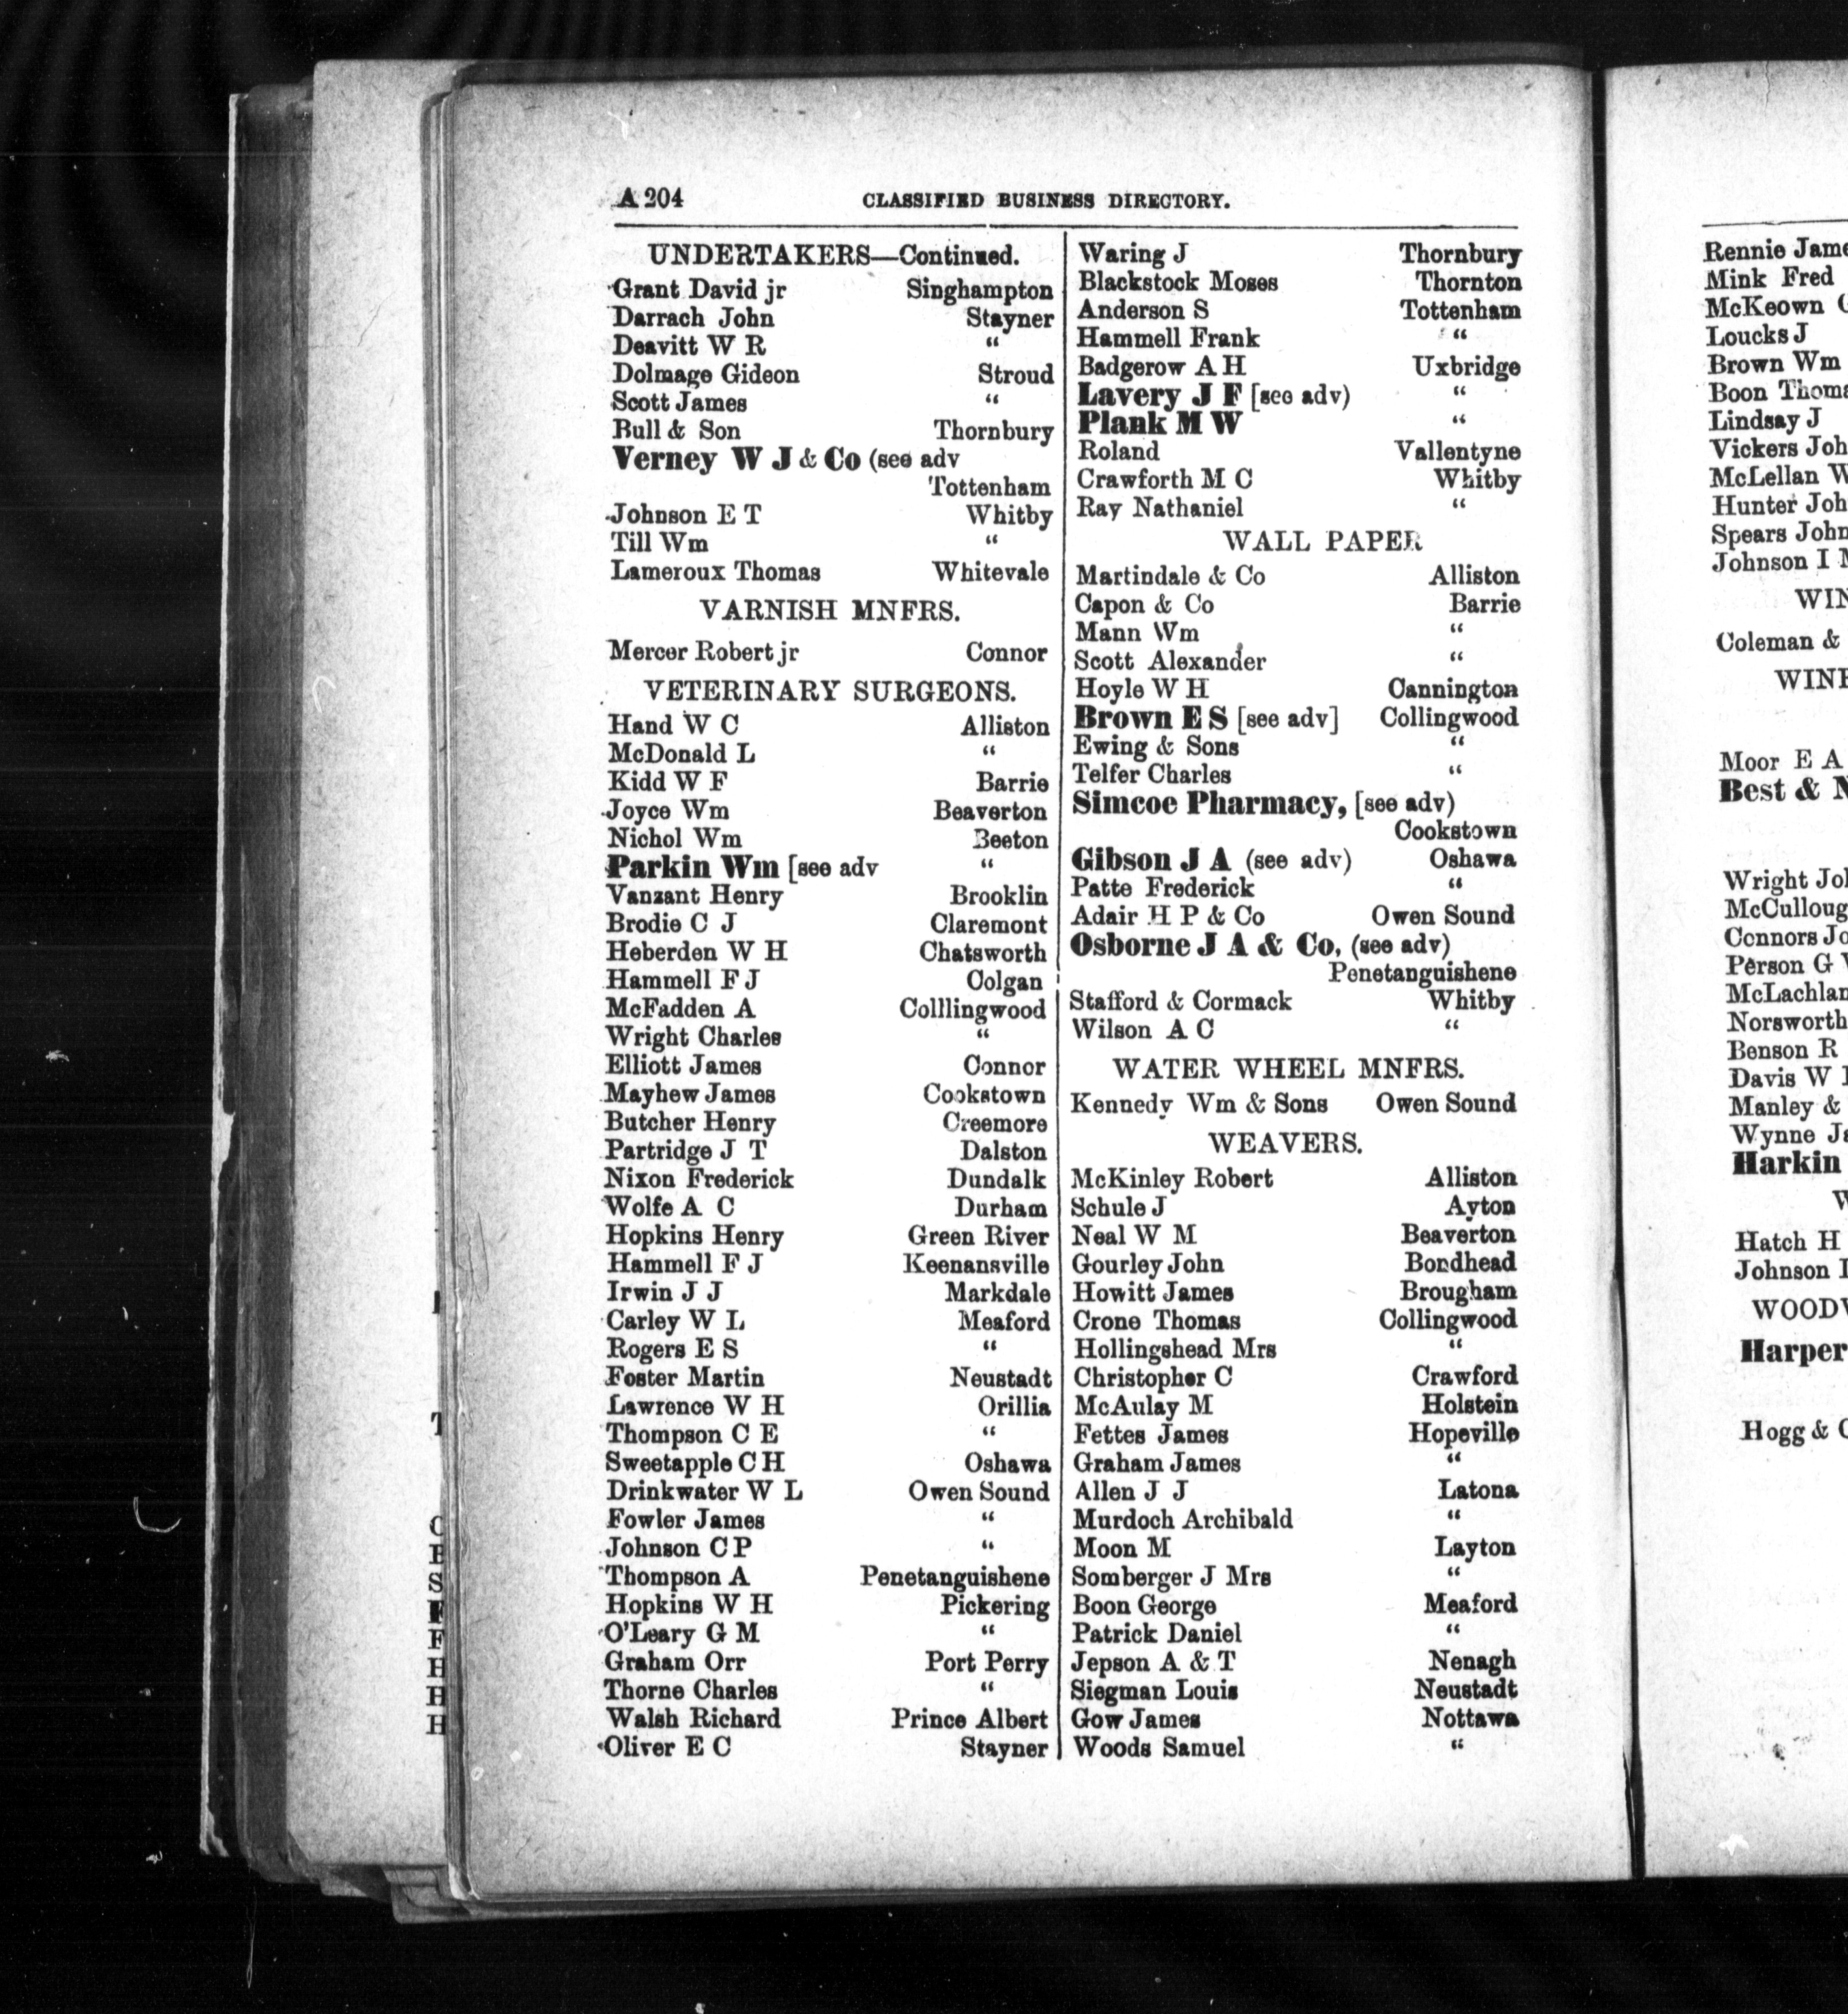 A 204 CLASSIFIED BUSINESS DIRECTORY.
UNDERTAKERS—Continued.
Grant David jr Singhampton
Darrach John Stayner
Deavitt W R “
Dolmage Gideon Stroud
Scott James “
Bull & Son Thornbury
Verney W J & Co (see adv
Tottenham
Johnson E T Whitby
Till Wm “
Lameroux Thomas Whitevale
VARNISH MNFRS.
Mercer Robert jr Connor
VETERINARY SURGEONS.
Hand W C Alliston
McDonald L “
Kidd W F Barrie
Joyce Wm Beaverton
Nichol Wm Beeton
Parkin Wm [see adv “
Vanzant Henry Brooklin
Brodie C J Claremont
Heberden W H Chatsworth
Hammell F J Colgan
McFadden A Colllingwood
Wright Charles “
Elliott James Connor
Mayhew James Cookstown
Butcher Henry Creemore
Partridge J T Dalston
Nixon Frederick Dundalk
Wolfe A C Durham
Hopkins Henry Green River
Hammell F J Keenansville
Irwin J J Markdale
Carley W L Meaford
Rogers E S “
Foster Martin Neustadt
Lawrence W H Orillia
Thompson C E “
Sweetapple C H Oshawa
Drinkwater W L Owen Sound
Fowler James “
Johnson C P “
Thompson A Penetanguishene
Hopkins W H Pickering
O'Leary G M “
Graham Orr Port Perry
Thorne Charles “
Walsh Richard Prince Albert
Oliver E C Stayner
Waring J Thornbury
Blackstock Moses Thornton
Anderson S Tottenham
Hammell Frank “
Badgerow A H Uxbridge
Lavery J F [see adv) “
Plank M W “
Roland Vallentyne
Crawforth M C Whitby
Ray Nathaniel “
WALL PAPER
Martindale & Co Alliston
Capon & Co Barrie
Mann Wm “
Scott Alexander “
Hoyle W H Cannington
Brown E S [see adv] Collingwood
Ewing & Sons “
Telfer Charles “
Simcoe Pharmacy, [see adv)
Cookstown
Gibson J A (see adv) Oshawa
Patte Frederick “
Adair H P & Co Owen Sound
Osborne J A & Co, (see adv)
Penetanguishene
Stafford & Cormack Whitby
Wilson A C “
WATER WHEEL MNFRS.
Kennedy Wm & Sons Owen Sound
WEAVERS.
McKinley Robert Alliston
Schule J Ayton
Neal W M Beaverton
Gourley John Bondhead
Howitt James Brougham
Crone Thomas Collingwood
Hollingshead Mrs “
Christopher C Crawford
McAulay M Holstein
Fettes James Hopeville
Graham James “
Allen J J Latona
Murdoch Archibald “
Moon M Layton
Somberger J Mrs “
Boon George Meaford
Patrick Daniel “
Jepson A & T Nenagh
Siegman Louis Neustadt
Gow James Nottawa
Woods Samuel “
Rennie
Mink Fred
McKeown
Loucks J
Brown Wm
Boon
Lindsay J
Vickers
McLellan
Hunter
Spears
Johnson I
Coleman &
Moor E A
Best &
Wright
Person G
Benson R
Davis W
Manley &
Wynne
Harkin
Hatch H
Johnson
Harper
Hogg &